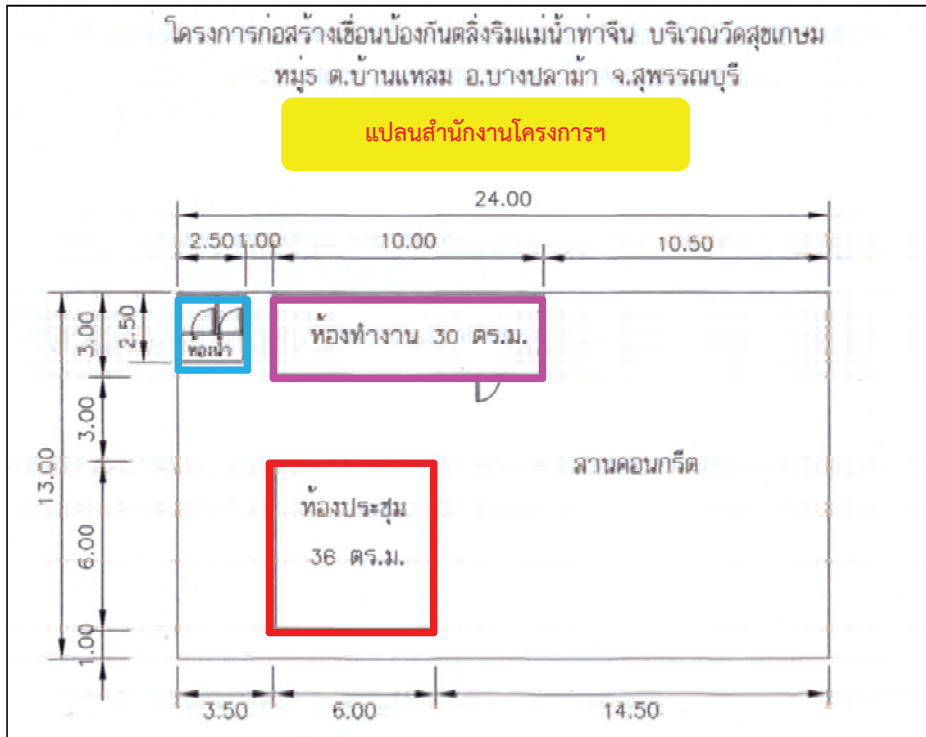 โครงการก่อสร้างเขื่อนป้องกันตลิ่งริมแม่น้ำท่าจีน บริเวณวัดสุขเกษม
หมู่5 ต.บ้านแหลม อ.บางปลาม้า จ.สุพรรณบุรี
แปลนสำนักงานโครงการฯ
24.00
2.50 1.00 10.00 10.50
3.00 2.50
ห้องน้ำ
ห้องทำงาน 30 ตร.ม.
3.00
13.00
ลานคอนกรีต
ห้องประชุม
36 ตร.ม.
6.00
1.00
3.50 6.00 14.50